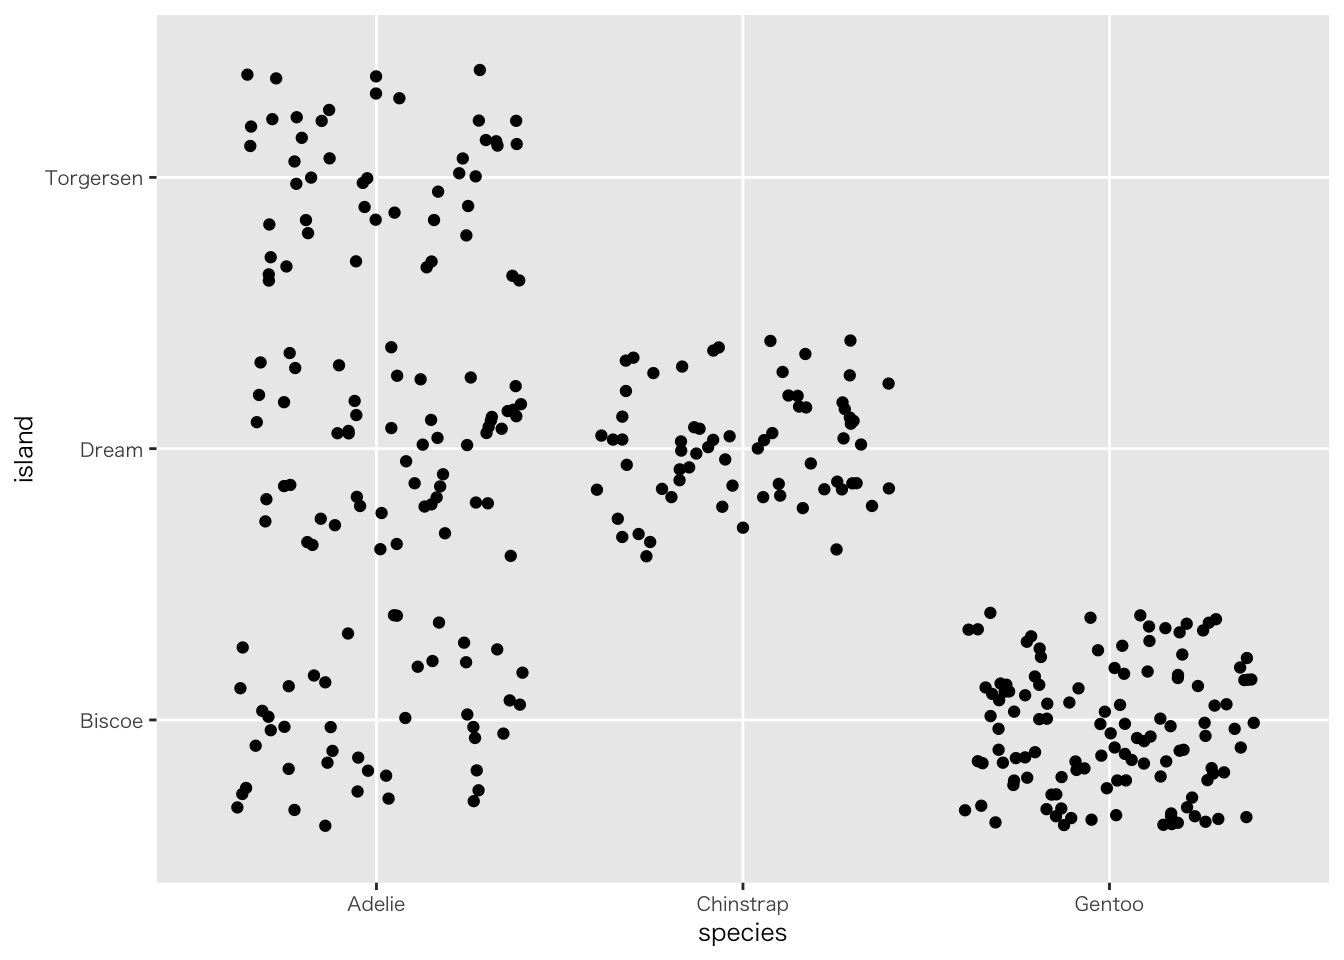 Torgersen
Dream
Biscoe
island
Adelie
Chinstrap
Gentoo
species